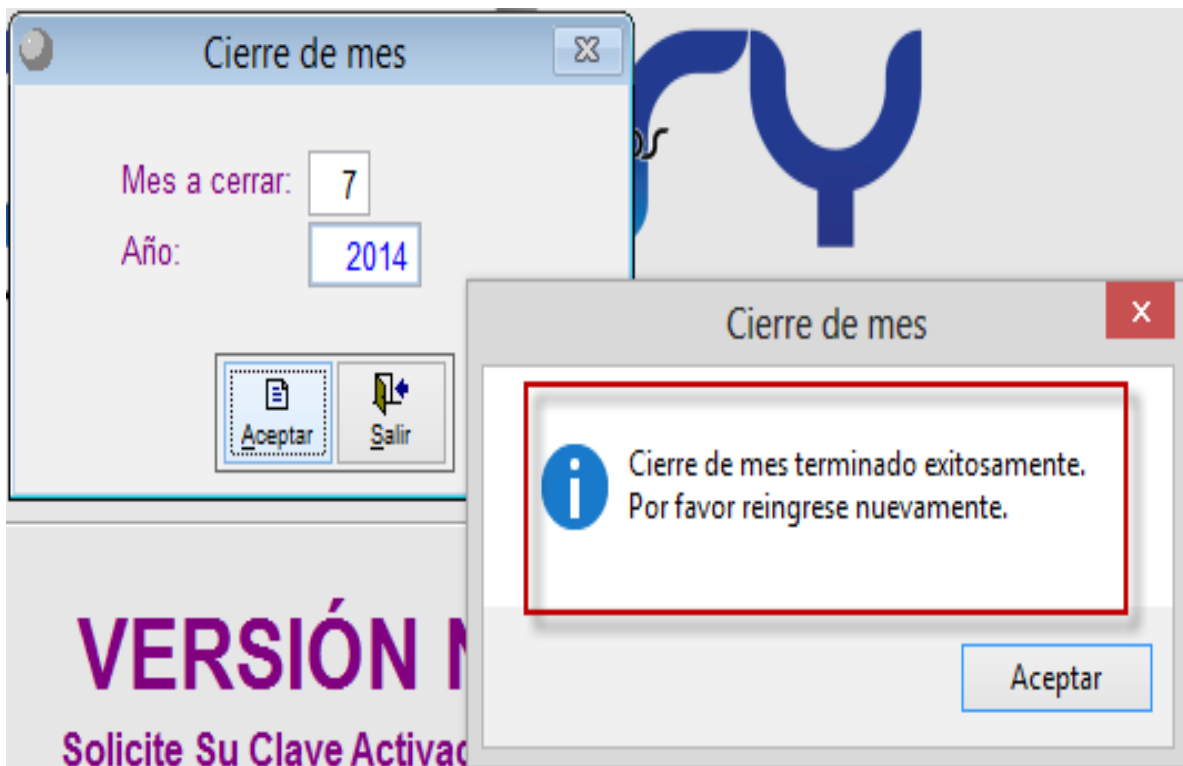 Cierre de mes
Mes a cerrar: 7
Año: 2014
Aceptar
Salir
Cierre de mes
x
Cierre de mes terminado exitosamente.
Por favor reingrese nuevamente.
Aceptar
VERSIÓN
Solicite Su Clave